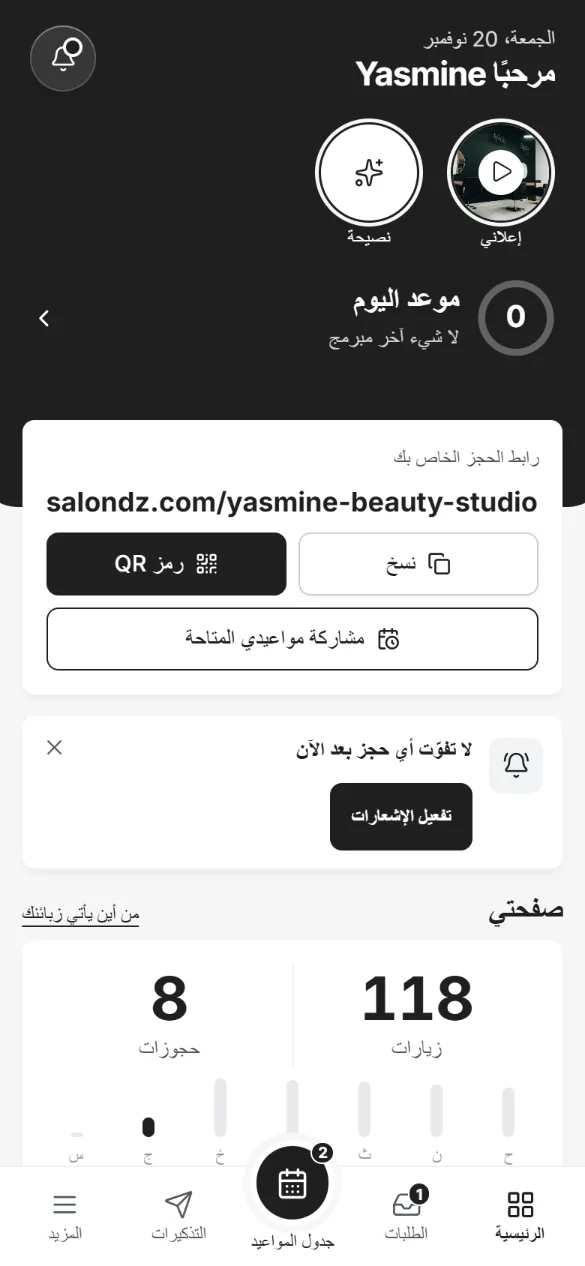 الجمعة، 20 نوفمبر
مرحبًا Yasmine
إعلاني
نصيحة
0
موعد اليوم
لا شيء آخر مبرمج
رابط الحجز الخاص بك
salondz.com/yasmine-beauty-studio
نسخ
رمز QR
مشاركة مواعيدي المتاحة
لا تفوّت أي حجز بعد الآن
تفعيل الإشعارات
صفحتي
من أين يأتي زبائنك
118
زيارات
8
حجوزات
ح
ن
ث
خ
ج
س
الرئيسية
1
الطلبات
2
جدول المواعيد
التذكيرات
المزيد